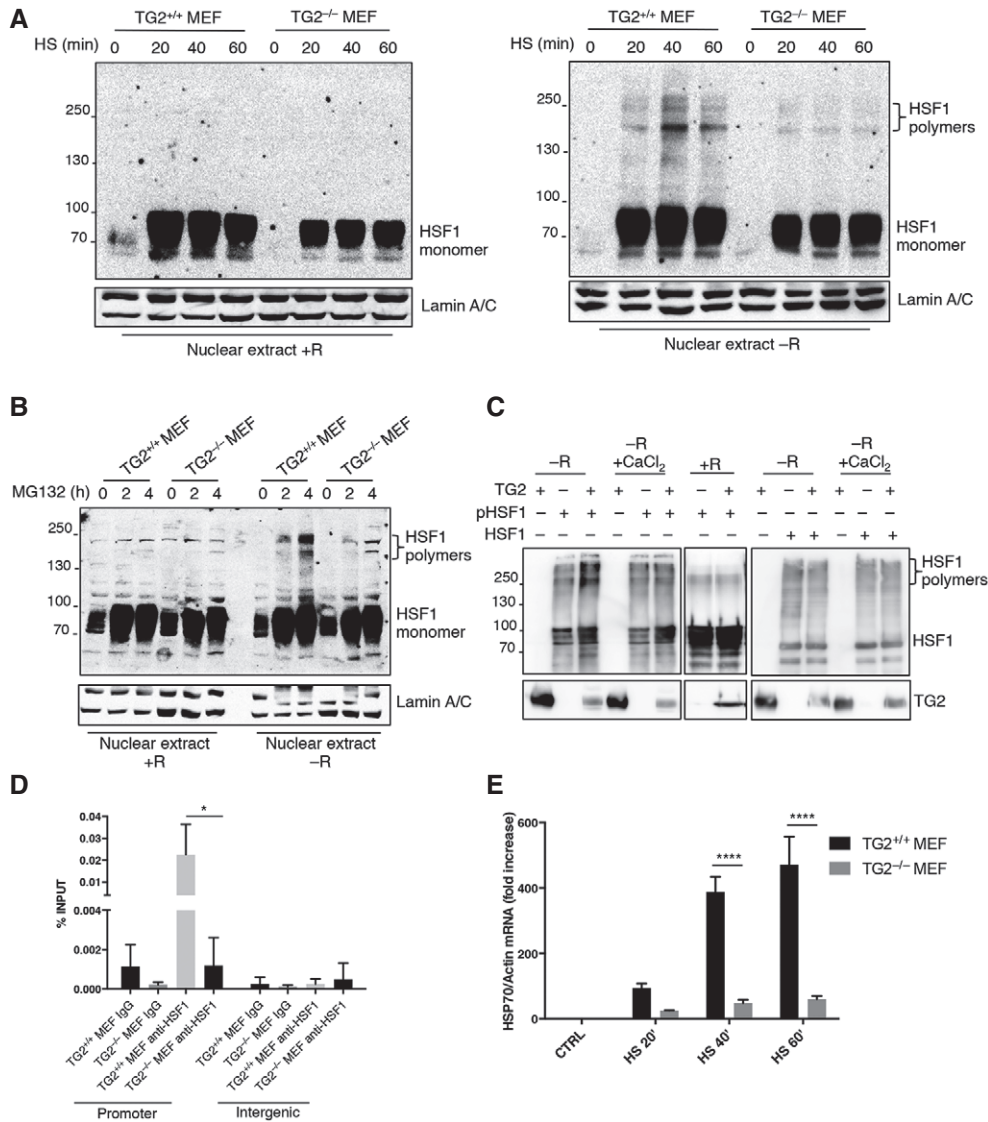 A
TG2+/+ MEF TG2–/– MEF
HS (min) 0 20 40 60 0 20 40 60
250
130
100
70
HSF1
monomer
Lamin A/C
Nuclear extract +R
TG2+/+ MEF TG2–/– MEF
HS (min) 0 20 40 60 0 20 40 60
250
130
100
70
HSF1
polymers
HSF1
monomer
Lamin A/C
Nuclear extract –R
B
TG2+/+ MEF TG2–/– MEF TG2+/+ MEF TG2–/– MEF
MG132 (h) 0 2 4 0 2 4 0 2 4 0 2 4
250
130
100
70
HSF1
polymers
HSF1
monomer
Lamin A/C
Nuclear extract
+R
Nuclear extract
–R
C
–R
–R
+CaCl2
+R
–R
–R
+CaCl2
TG2 + – + + – + – + + – + + – +
pHSF1 – + + – + + + +
HSF1 – + + – + +
250
130
100
70
HSF1
polymers
HSF1
TG2
D
% INPUT
0.04
0.03
0.02
0.01
0.004
0.002
0.000
*
TG2+/+ MEF IgG
TG2–/– MEF IgG
TG2+/+ MEF anti-HSF1
TG2–/– MEF anti-HSF1
TG2+/+ MEF IgG
TG2–/– MEF IgG
TG2+/+ MEF anti-HSF1
TG2–/– MEF anti-HSF1
Promoter
Intergenic
E
HSP70/Actin mRNA (fold increase)
600
400
200
0
****
****
TG2+/+ MEF
TG2–/– MEF
CTRL
HS 20'
HS 40'
HS 60'